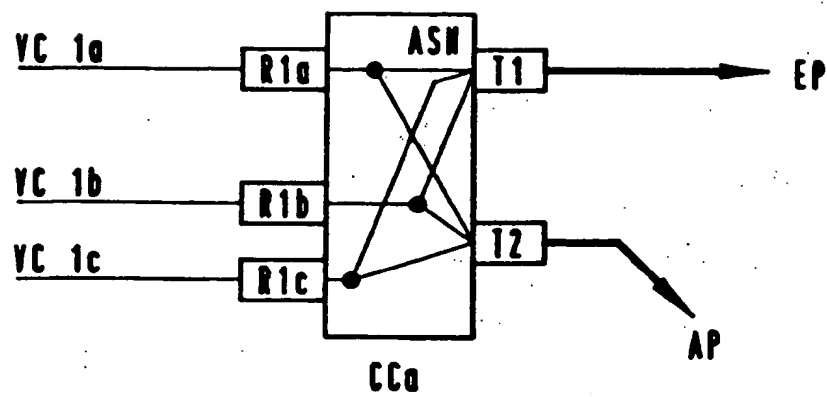 VC 1a
R1a
ASN
T1
EP
VC 1b
R1b
VC 1c
R1c
T2
AP
CCa